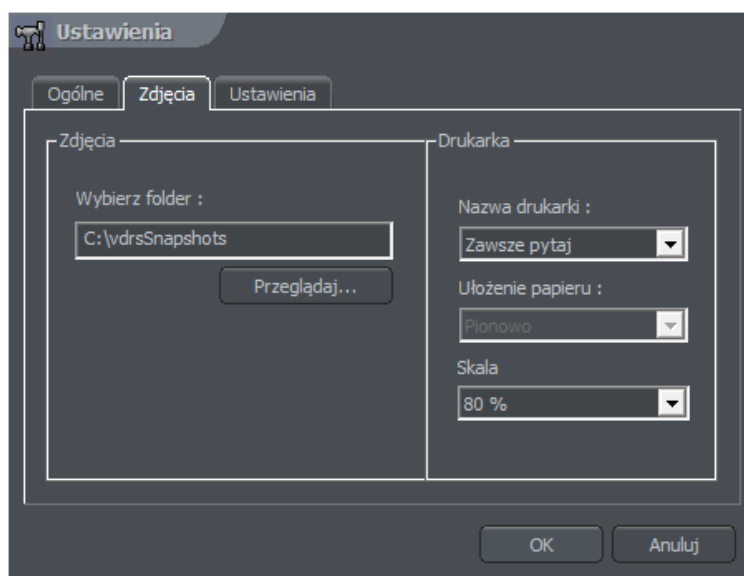 Ustawienia
Ogólne Zdjęcia Ustawienia
Zdjęcia
Wybierz folder :
C:\vdrsSnapshots
Przeglądaj...
Drukarka
Nazwa drukarki :
Zawsze pytaj
Ułożenie papieru :
Pionowo
Skala
80 %
OK Anuluj